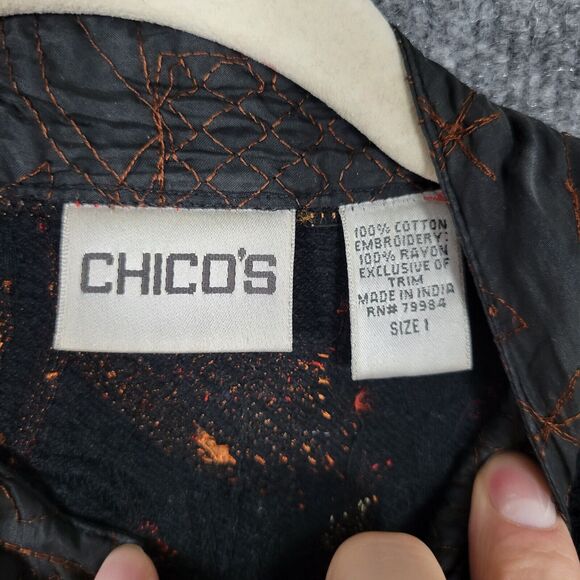 CHICO'S
100% COTTON
EMBROIDERY:
100% RAYON
EXCLUSIVE OF
TRIM
MADE IN INDIA
RN# 79984
SIZE 1